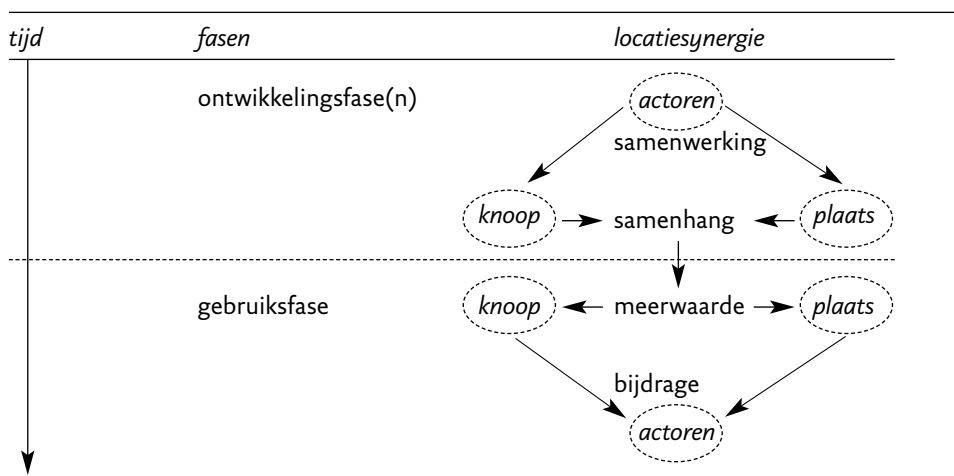 tijd fasen locatiesynergie
ontwikkelingsfase(n) actoren
samenwerking
knoop samenhang plaats
gebruiksfase knoop meerwaarde plaats
bijdrage
actoren